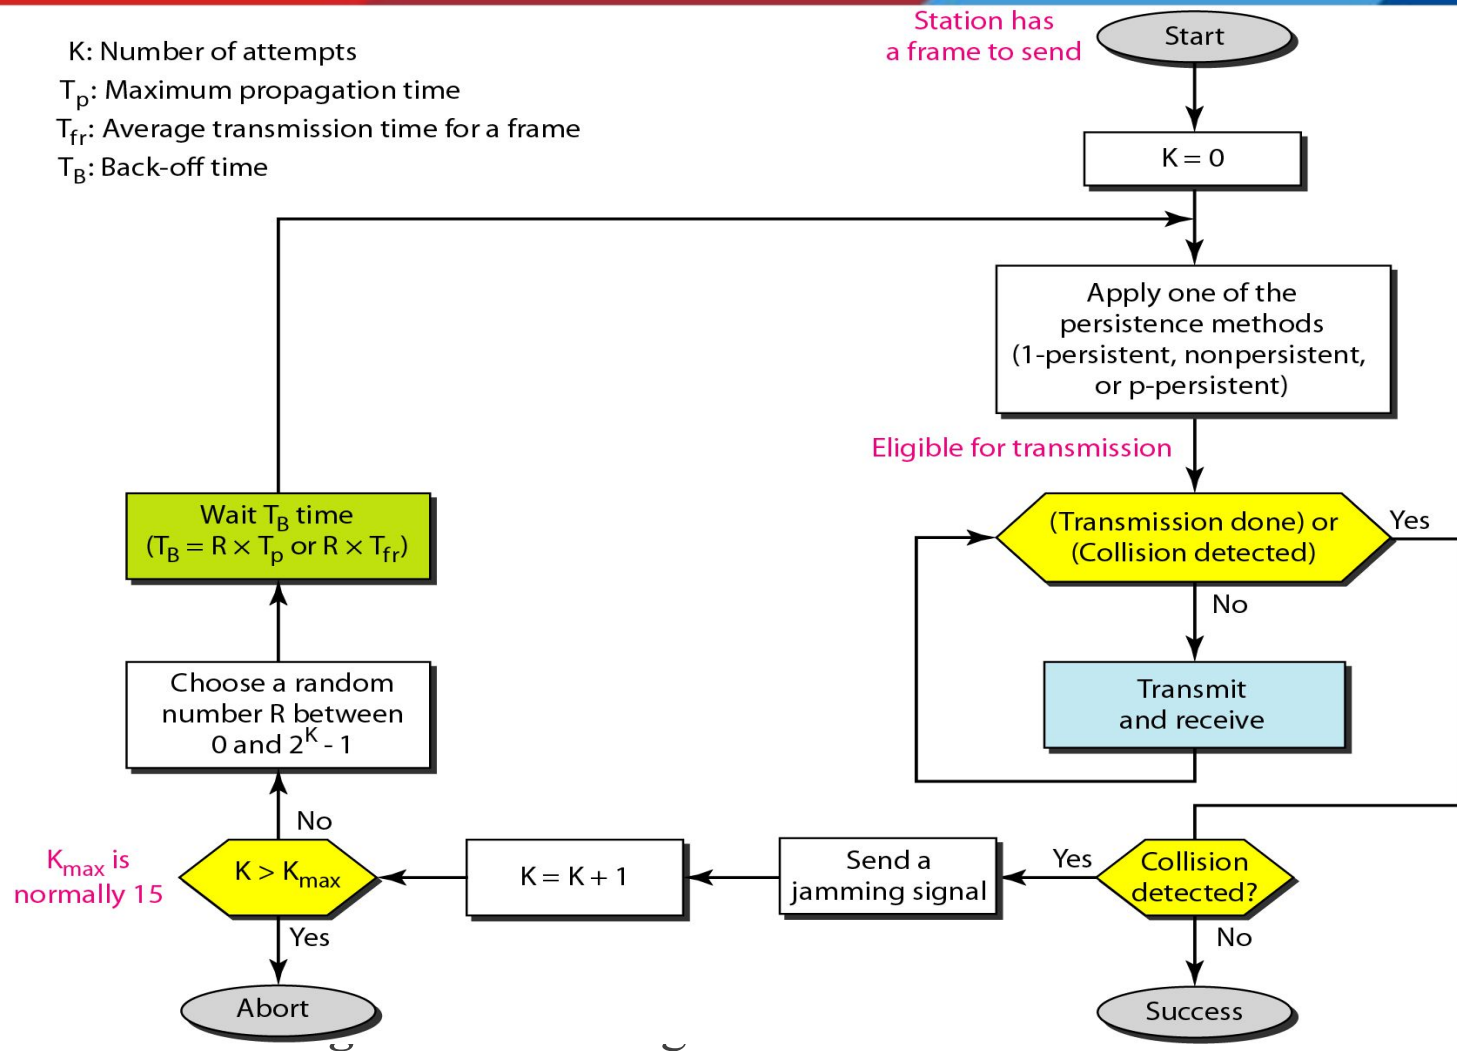 Station has
a frame to send
Start
K: Number of attempts
Tp: Maximum propagation time
Tfr: Average transmission time for a frame
TB: Back-off time
K = 0
Apply one of the
persistence methods
(1-persistent, nonpersistent,
or p-persistent)
Eligible for transmission
(Transmission done) or
(Collision detected)
Yes
No
Transmit
and receive
Wait TB time
(TB = R × Tp or R × Tfr)
Choose a random
number R between
0 and 2^K - 1
No
Kmax is
normally 15
K > Kmax
K = K + 1
Send a
jamming signal
Yes
Collision
detected?
Yes
No
Abort
Success